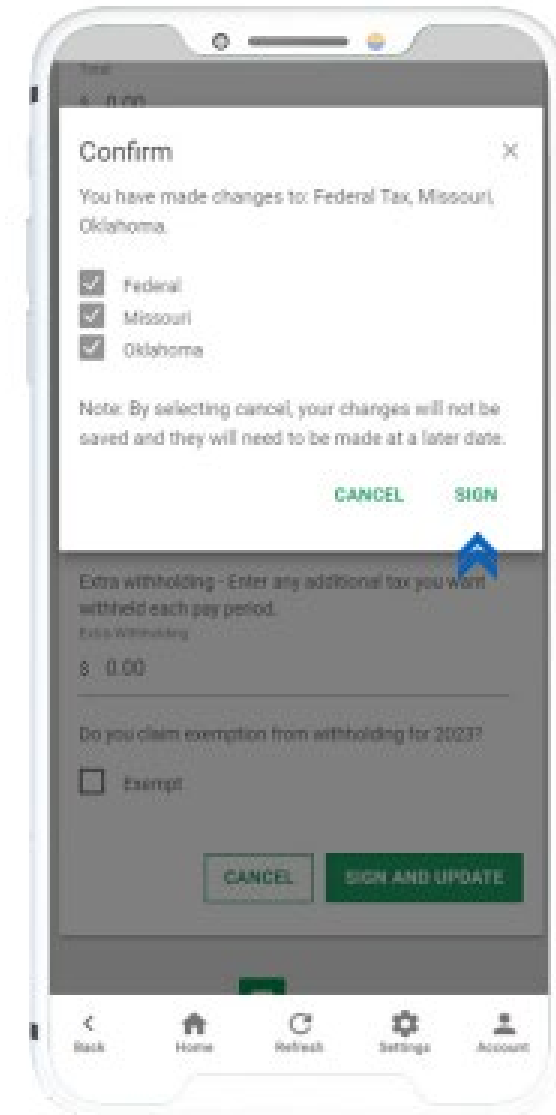 Total
$ 0.00
Confirm
You have made changes to: Federal Tax, Missouri,
Oklahoma.
Federal
Missouri
Oklahoma
Note: By selecting cancel, your changes will not be
saved and they will need to be made at a later date.
CANCEL SIGN
Extra withholding - Enter any additional tax you want
withheld each pay period.
Extra Withholding
$ 0.00
Do you claim exemption from withholding for 2023?
Exempt
CANCEL SIGN AND UPDATE
Back Home Refresh Settings Account